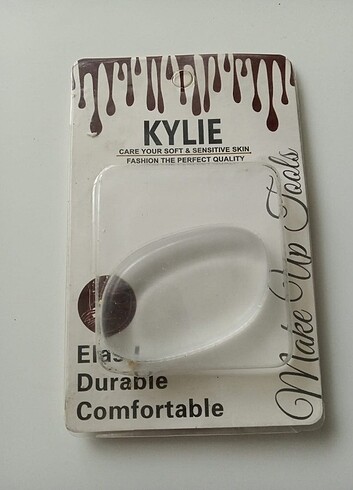 KYLIE
CARE YOUR SOFT & SENSITIVE SKIN
FASHION THE PERFECT QUALITY
Make Up Tools
Durable
Comfortable